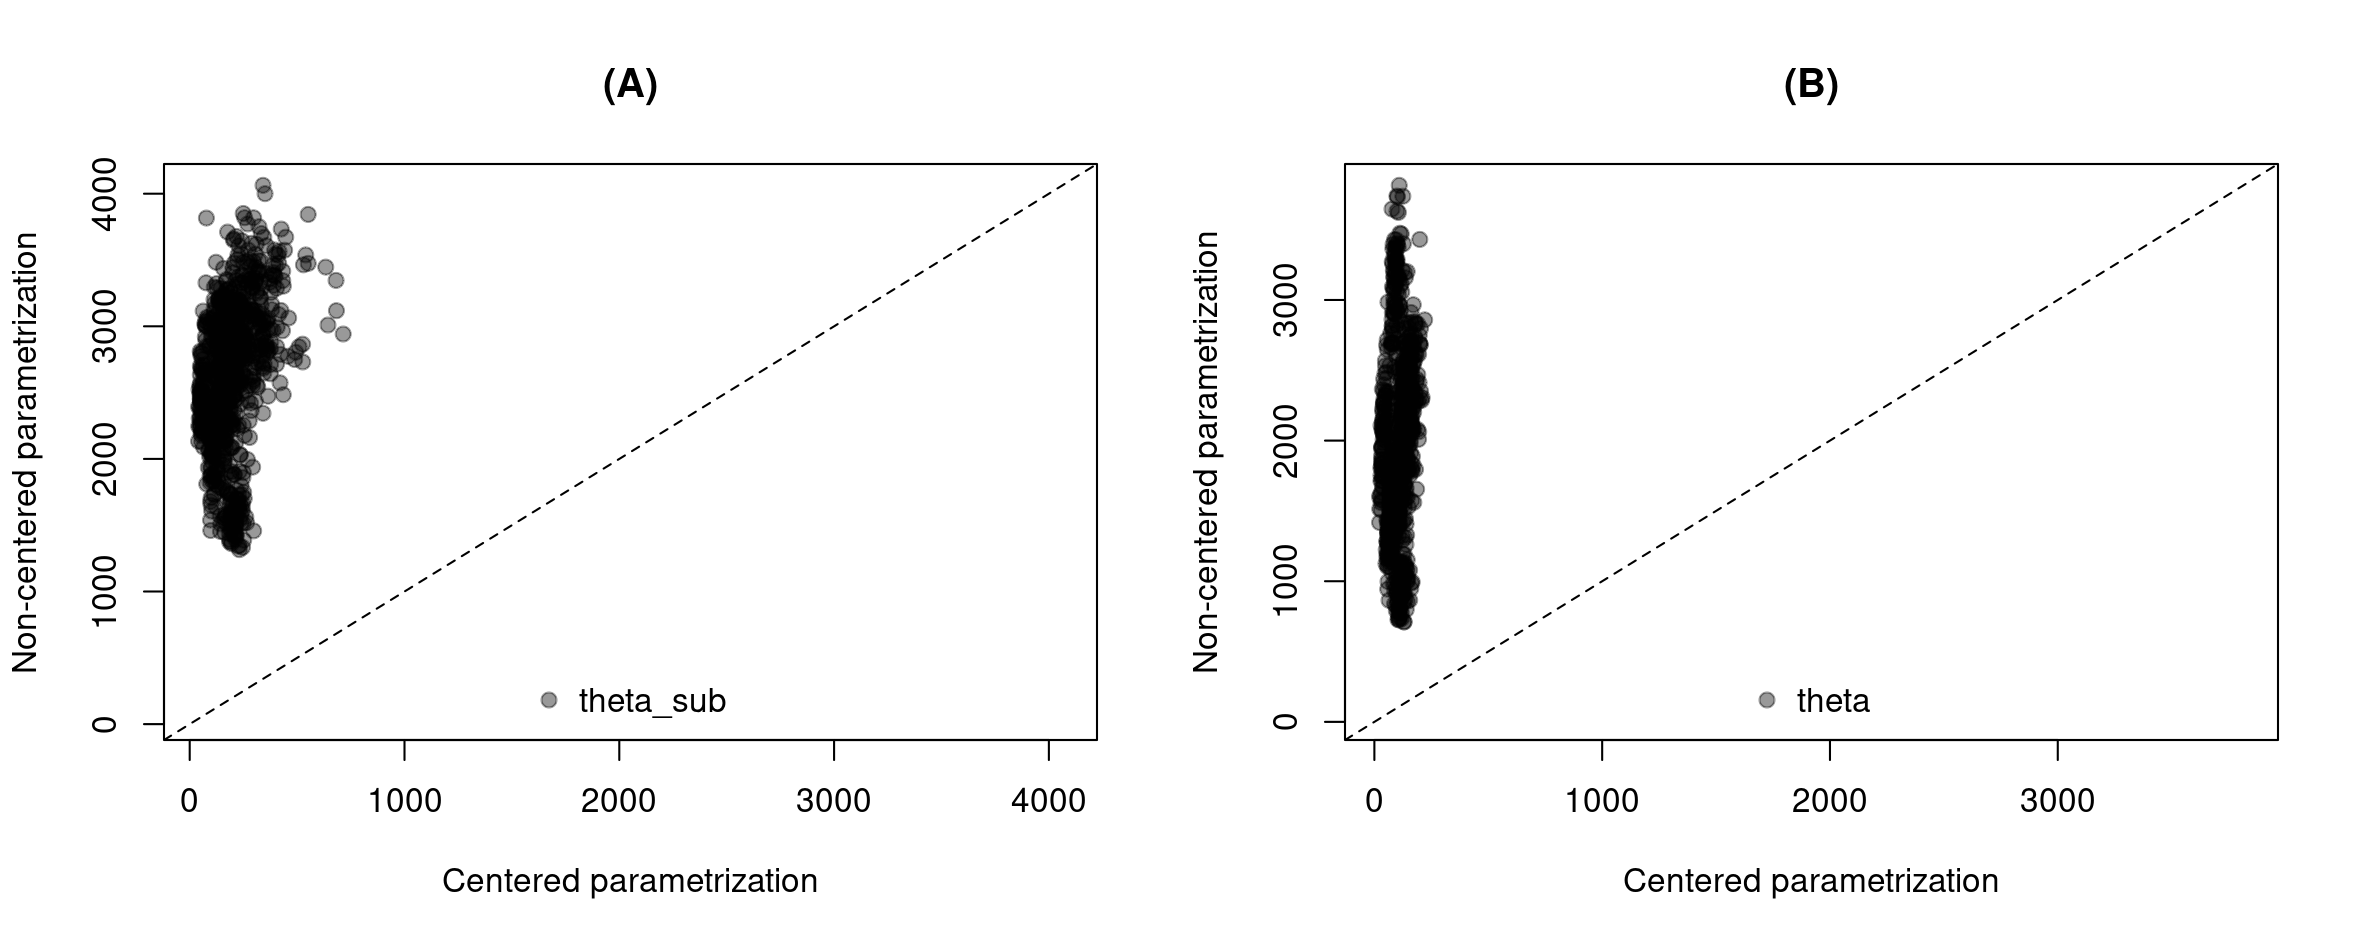 (A)
Non-centered parametrization
4000
3000
2000
1000
0
theta_sub
0 1000 2000 3000 4000
Centered parametrization
(B)
Non-centered parametrization
3000
2000
1000
0
theta
0 1000 2000 3000
Centered parametrization